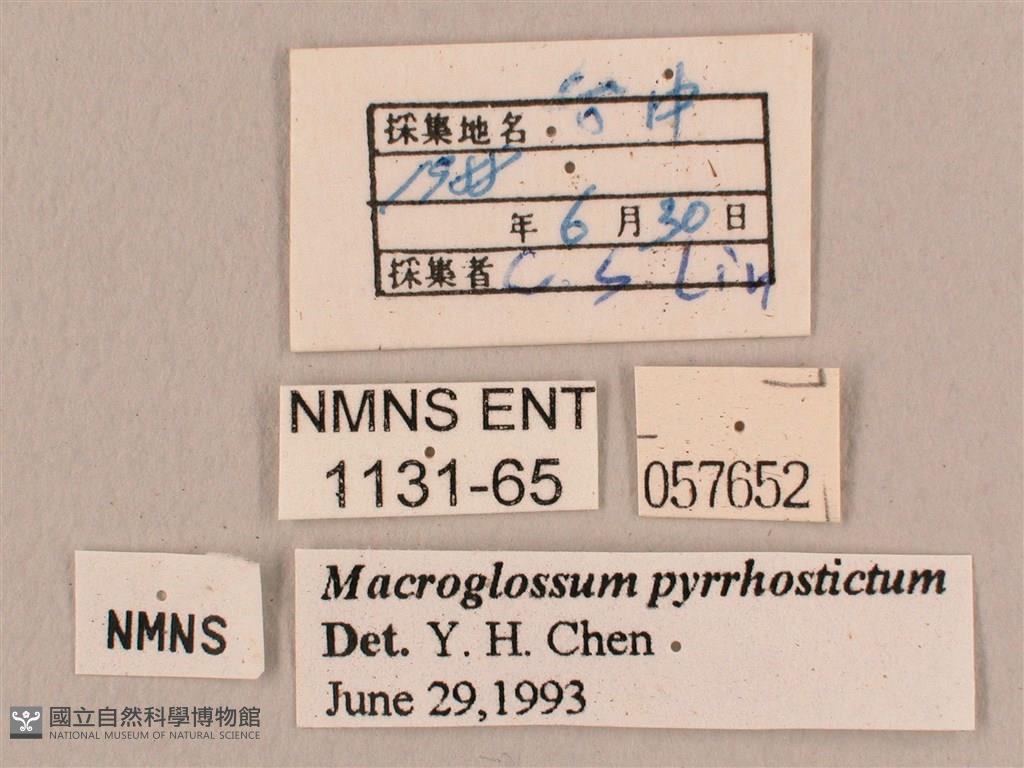 採集地名 台中
1988
年 6 月 30 日
採集者 C. S. Lin
NMNS ENT
1131-65
057652
NMNS
Macroglossum pyrrhostictum
Det. Y. H. Chen
June 29,1993
國立自然科學博物館
NATIONAL MUSEUM OF NATURAL SCIENCE